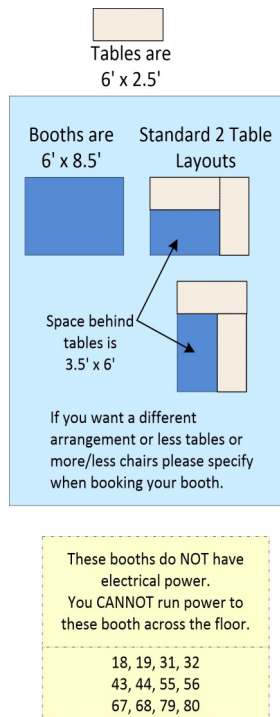 Tables are
6' x 2.5'
Booths are
6' x 8.5'
Standard 2 Table
Layouts
Space behind
tables is
3.5' x 6'
If you want a different
arrangement or less tables or
more/less chairs please specify
when booking your booth.
These booths do NOT have
electrical power.
You CANNOT run power to
these booth across the floor.
18, 19, 31, 32
43, 44, 55, 56
67, 68, 79, 80